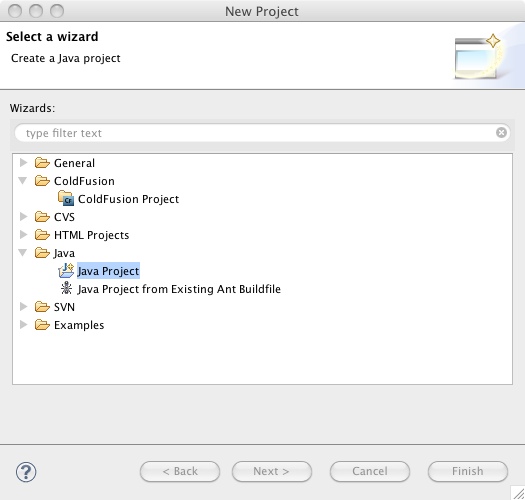 New Project
Select a wizard
Create a Java project
Wizards:
type filter text
General
ColdFusion
Cf
ColdFusion Project
CVS
HTML Projects
Java
Java Project
Java Project from Existing Ant Buildfile
SVN
Examples
?
< Back
Next >
Cancel
Finish